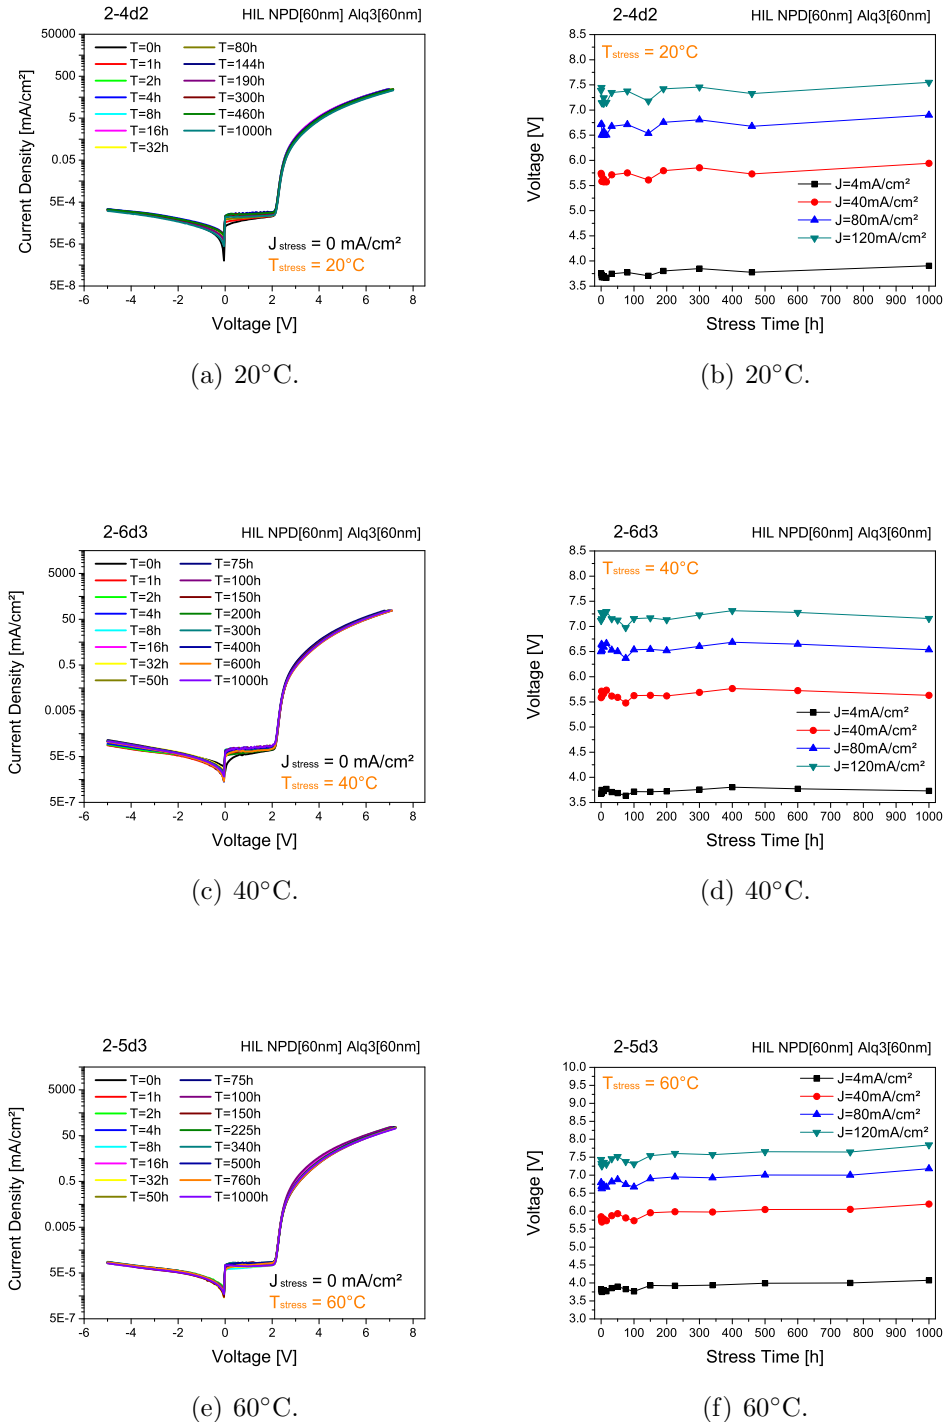 2-4d2 HIL NPD[60nm] Alq3[60nm]
50000
500
5
0.05
5E-4
5E-6
5E-8
Current Density [mA/cm²]
T=0h T=80h
T=1h T=144h
T=2h T=190h
T=4h T=300h
T=8h T=460h
T=16h T=1000h
T=32h
J stress = 0 mA/cm²
Tstress = 20°C
-6 -4 -2 0 2 4 6 8
Voltage [V]
(a) 20°C.
2-4d2 HIL NPD[60nm] Alq3[60nm]
Tstress = 20°C
8.5
8.0
7.5
7.0
6.5
6.0
5.5
5.0
4.5
4.0
3.5
Voltage [V]
J=4mA/cm²
J=40mA/cm²
J=80mA/cm²
J=120mA/cm²
0 100 200 300 400 500 600 700 800 900 1000
Stress Time [h]
(b) 20°C.
2-6d3 HIL NPD[60nm] Alq3[60nm]
5000
50
0.5
0.005
5E-5
5E-7
Current Density [mA/cm²]
T=0h T=75h
T=1h T=100h
T=2h T=150h
T=4h T=200h
T=8h T=300h
T=16h T=400h
T=32h T=600h
T=50h T=1000h
J stress = 0 mA/cm²
Tstress = 40°C
-6 -4 -2 0 2 4 6 8
Voltage [V]
(c) 40°C.
2-6d3 HIL NPD[60nm] Alq3[60nm]
Tstress = 40°C
8.5
8.0
7.5
7.0
6.5
6.0
5.5
5.0
4.5
4.0
3.5
Voltage [V]
J=4mA/cm²
J=40mA/cm²
J=80mA/cm²
J=120mA/cm²
0 100 200 300 400 500 600 700 800 900 1000
Stress Time [h]
(d) 40°C.
2-5d3 HIL NPD[60nm] Alq3[60nm]
5000
50
0.5
0.005
5E-5
5E-7
Current Density [mA/cm²]
T=0h T=75h
T=1h T=100h
T=2h T=150h
T=4h T=225h
T=8h T=340h
T=16h T=500h
T=32h T=760h
T=50h T=1000h
J stress = 0 mA/cm²
Tstress = 60°C
-6 -4 -2 0 2 4 6 8
Voltage [V]
(e) 60°C.
2-5d3 HIL NPD[60nm] Alq3[60nm]
Tstress = 60°C
10.0
9.5
9.0
8.5
8.0
7.5
7.0
6.5
6.0
5.5
5.0
4.5
4.0
3.5
3.0
Voltage [V]
J=4mA/cm²
J=40mA/cm²
J=80mA/cm²
J=120mA/cm²
0 100 200 300 400 500 600 700 800 900 1000
Stress Time [h]
(f) 60°C.